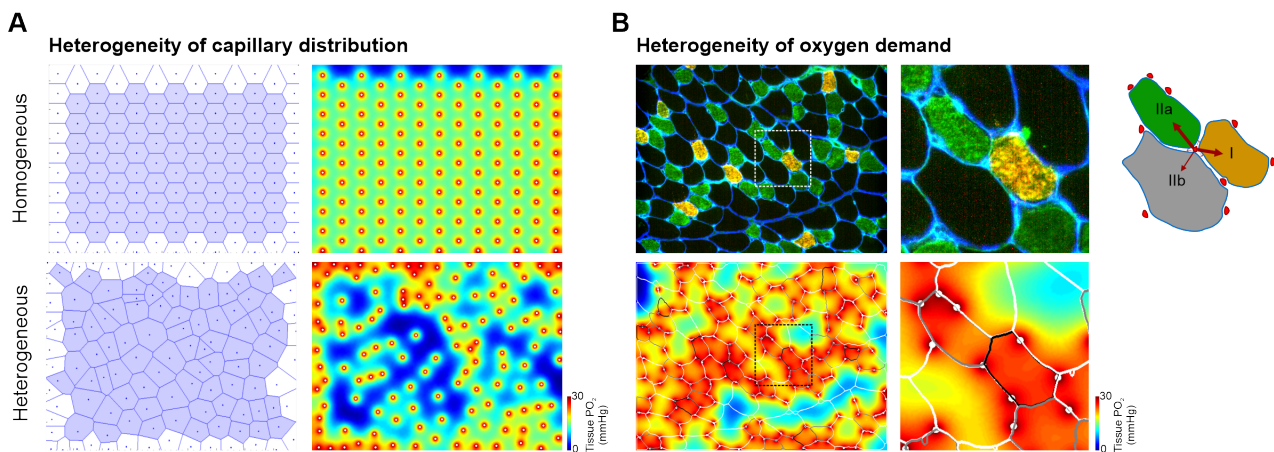 A
Heterogeneity of capillary distribution
B
Heterogeneity of oxygen demand
Homogeneous
Heterogeneous
IIa
I
IIb
30
Tissue PO2
(mmHg)
0
30
Tissue PO2
(mmHg)
0